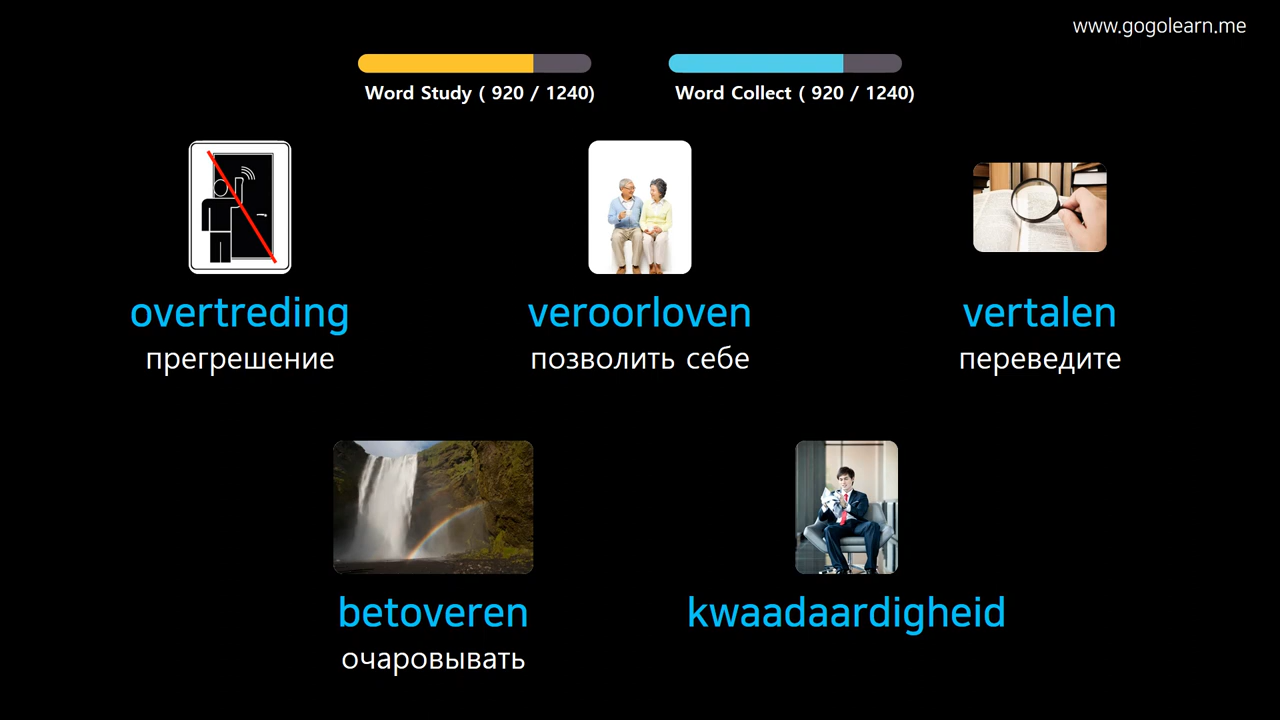 www.gogolearn.me
Word Study ( 920 / 1240)
Word Collect ( 920 / 1240)
overtreding
прегрешение
veroorloven
позволить себе
vertalen
переведите
betoveren
очаровывать
kwaadaardigheid